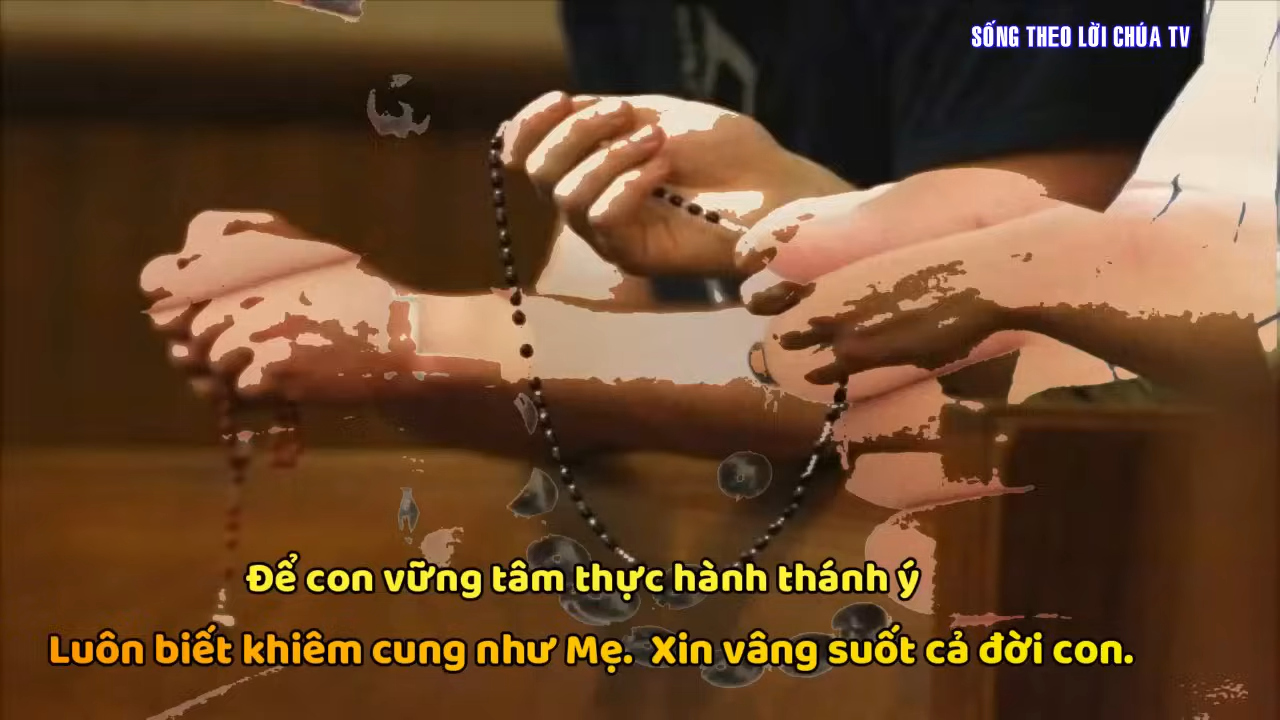 SỐNG THEO LỜI CHÚA TV
Để con vững tâm thực hành thánh ý
Luôn biết khiêm cung như Mẹ. Xin vâng suốt cả đời con.